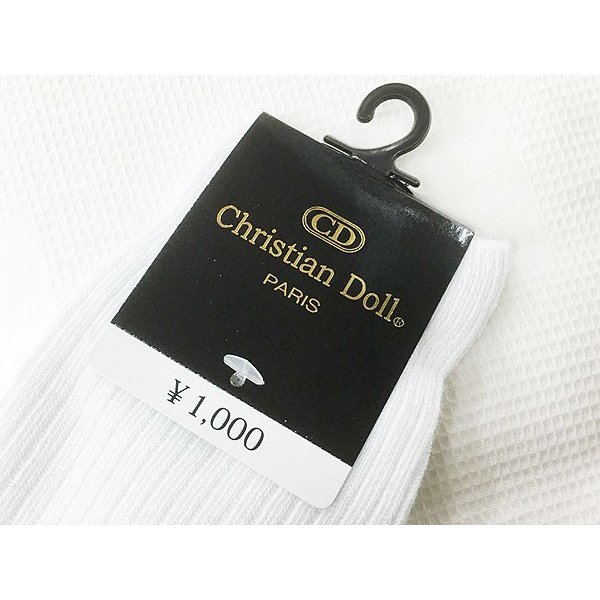 CD
Christian Doll®
PARIS
¥1,000